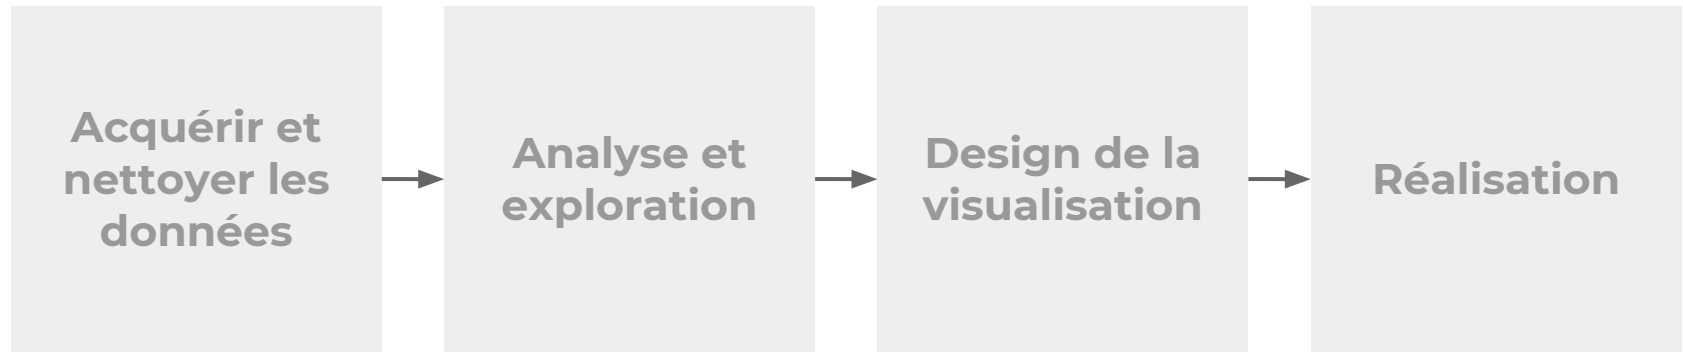 Acquérir et
nettoyer les
données
Analyse et
exploration
Design de la
visualisation
Réalisation